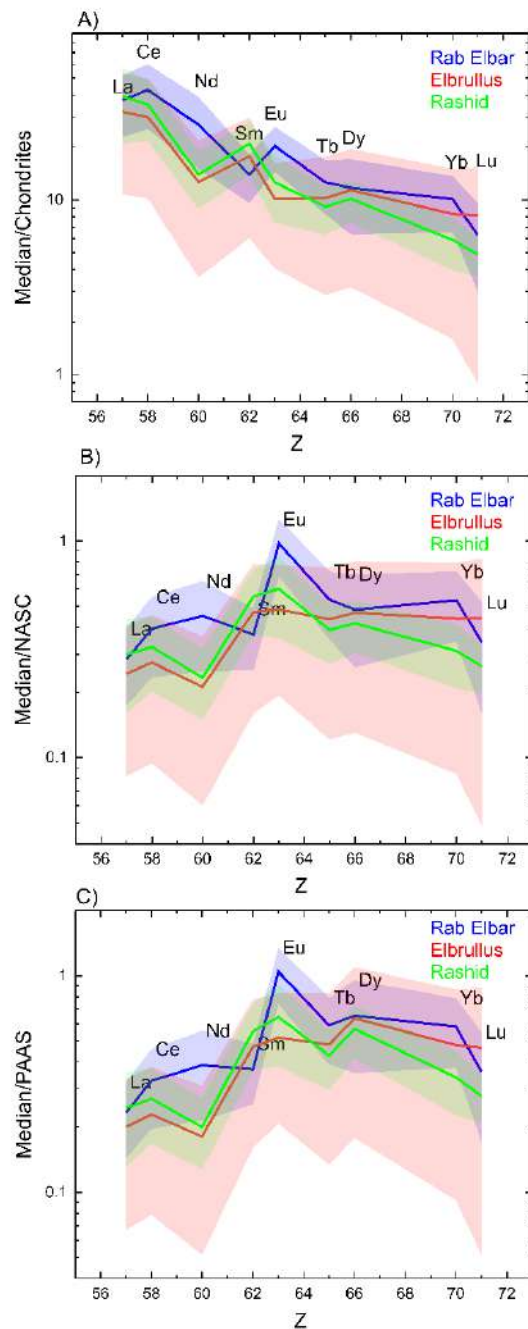 A)
Rab Elbar
Elbrullus
Rashid
La
Ce
Nd
Sm
Eu
Tb
Dy
Yb
Lu
10
1
Median/Chondrites
56 58 60 62 64 66 68 70 72
Z
B)
Rab Elbar
Elbrullus
Rashid
La
Ce
Nd
Sm
Eu
Tb
Dy
Yb
Lu
1
0.1
Median/NASC
56 58 60 62 64 66 68 70 72
Z
C)
Rab Elbar
Elbrullus
Rashid
La
Ce
Nd
Sm
Eu
Tb
Dy
Yb
Lu
1
0.1
Median/PAAS
56 58 60 62 64 66 68 70 72
Z